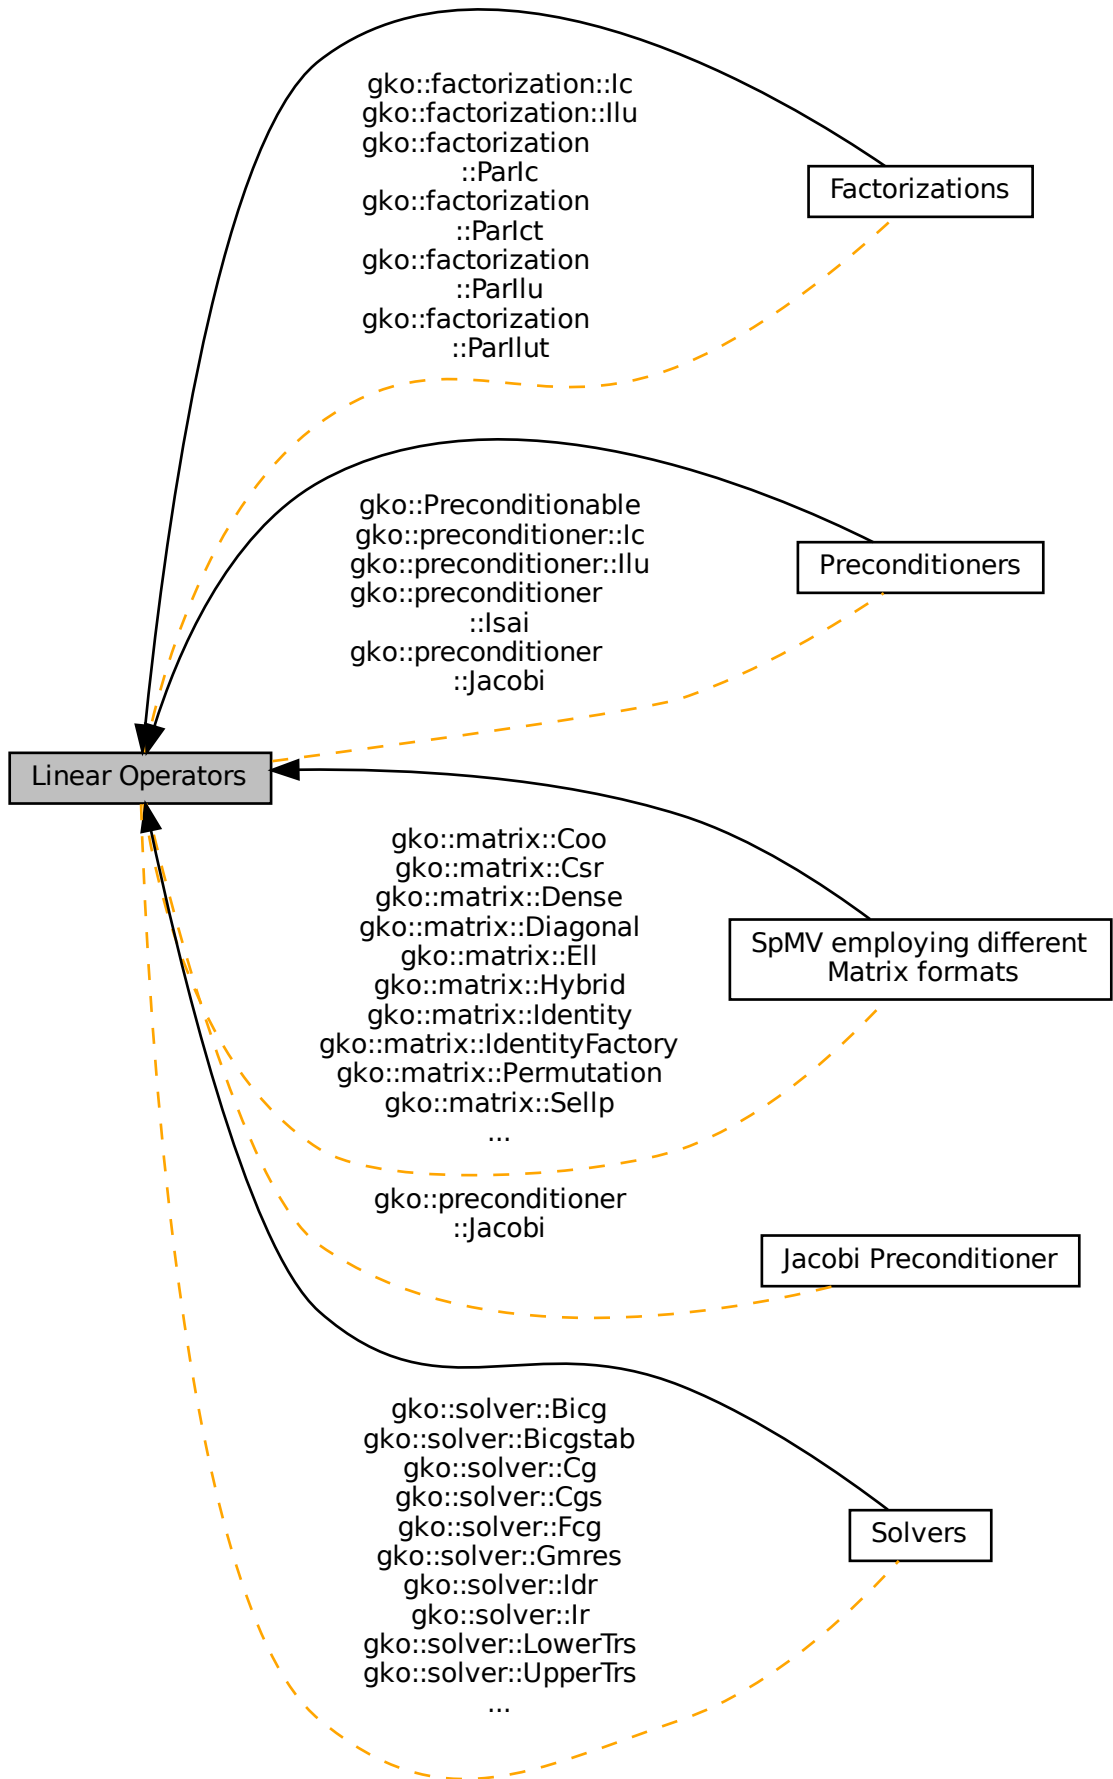 gko::factorization::Ic
gko::factorization::Ilu
gko::factorization
::ParIc
gko::factorization
::ParIct
gko::factorization
::ParIlu
gko::factorization
::ParIlut
Factorizations
gko::Preconditionable
gko::preconditioner::Ic
gko::preconditioner::Ilu
gko::preconditioner
::Isai
gko::preconditioner
::Jacobi
Preconditioners
Linear Operators
gko::matrix::Coo
gko::matrix::Csr
gko::matrix::Dense
gko::matrix::Diagonal
gko::matrix::Ell
gko::matrix::Hybrid
gko::matrix::Identity
gko::matrix::IdentityFactory
gko::matrix::Permutation
gko::matrix::Sellp
...
SpMV employing different
Matrix formats
gko::preconditioner
::Jacobi
Jacobi Preconditioner
gko::solver::Bicg
gko::solver::Bicgstab
gko::solver::Cg
gko::solver::Cgs
gko::solver::Fcg
gko::solver::Gmres
gko::solver::Idr
gko::solver::Ir
gko::solver::LowerTrs
gko::solver::UpperTrs
...
Solvers